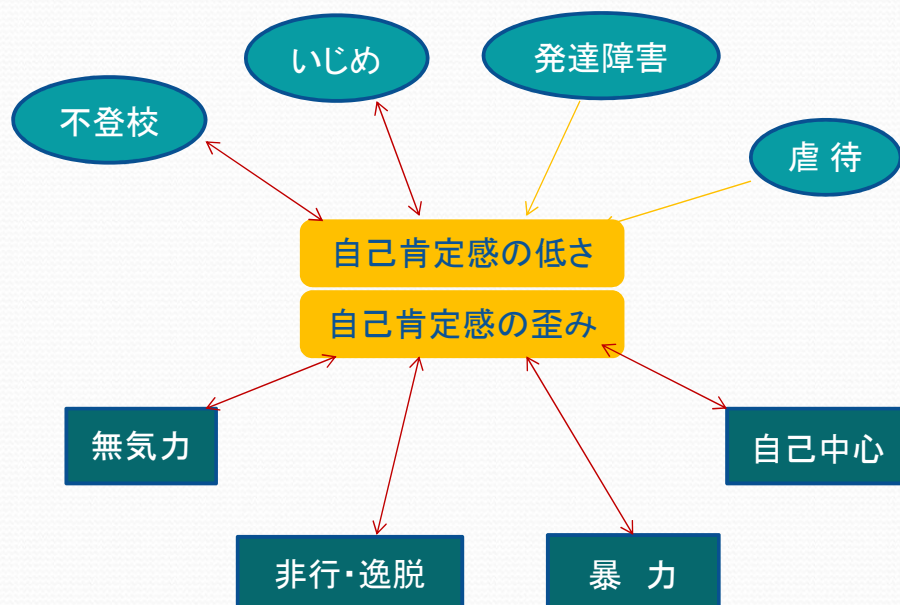 いじめ
発達障害
不登校
虐 待
自己肯定感の低さ
自己肯定感の歪み
無気力
自己中心
非行・逸脱
暴　力